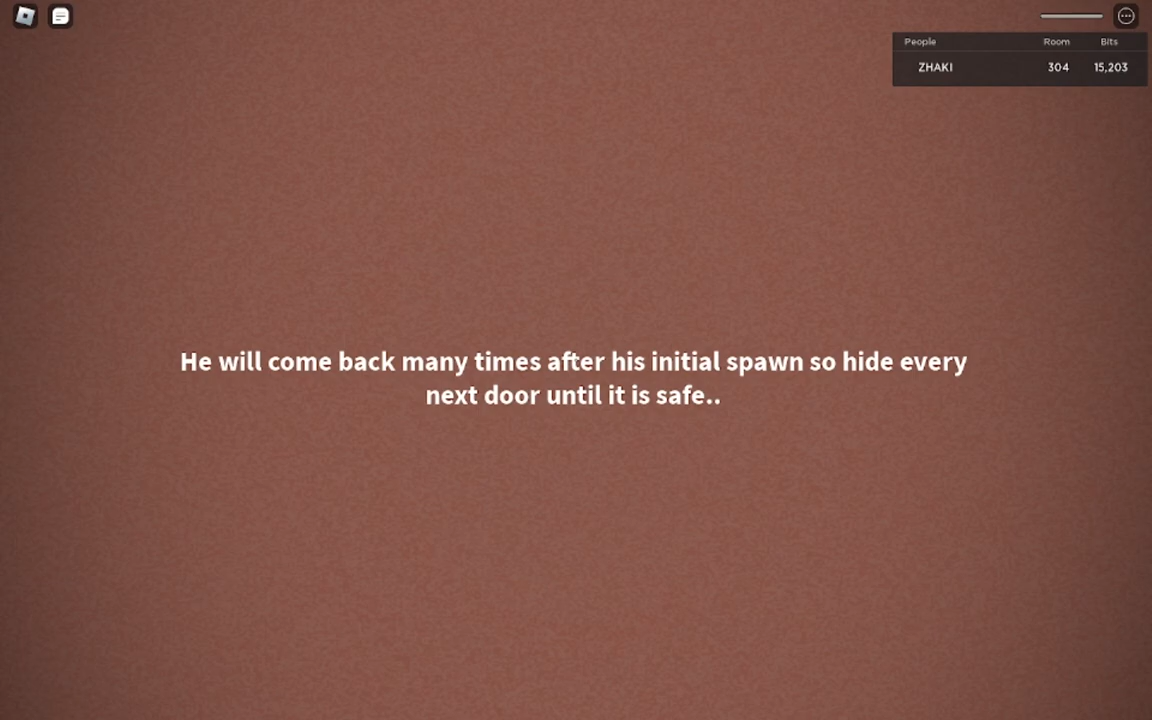 People Room Bits
ZHAKI 304 15,203
He will come back many times after his initial spawn so hide every
next door until it is safe..